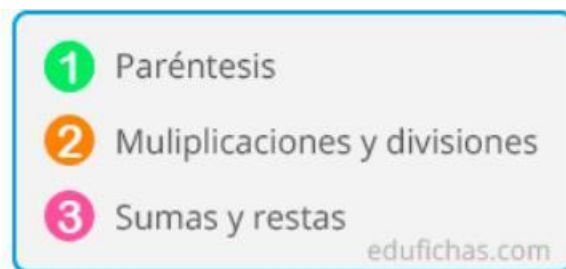 1 Paréntesis
2 Muliplicaciones y divisiones
3 Sumas y restas
edufichas.com